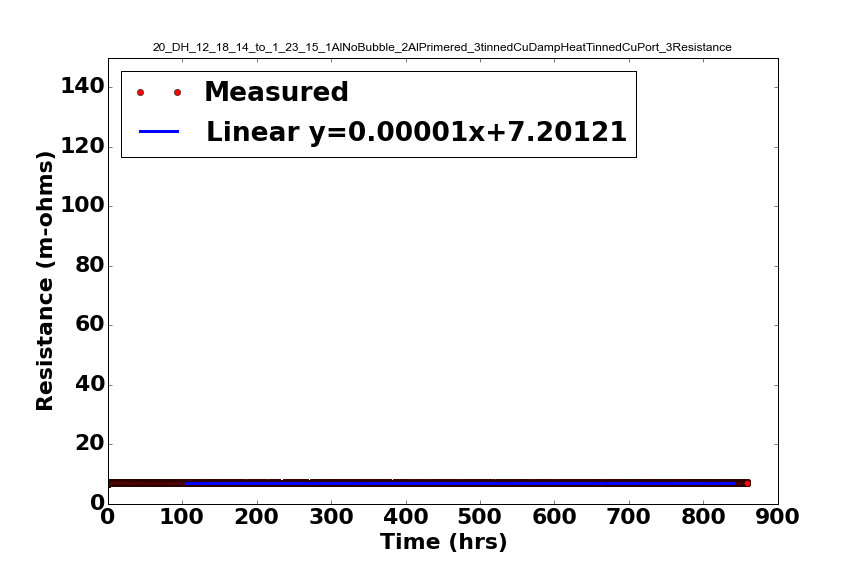 20_DH_12_18_14_to_1_23_15_1AlNoBubble_2AlPrimered_3tinnedCuDampHeatTinnedCuPort_3Resistance
Measured
Linear y=0.00001x+7.20121
140
120
100
80
60
40
20
0
Resistance (m-ohms)
0 100 200 300 400 500 600 700 800 900
Time (hrs)